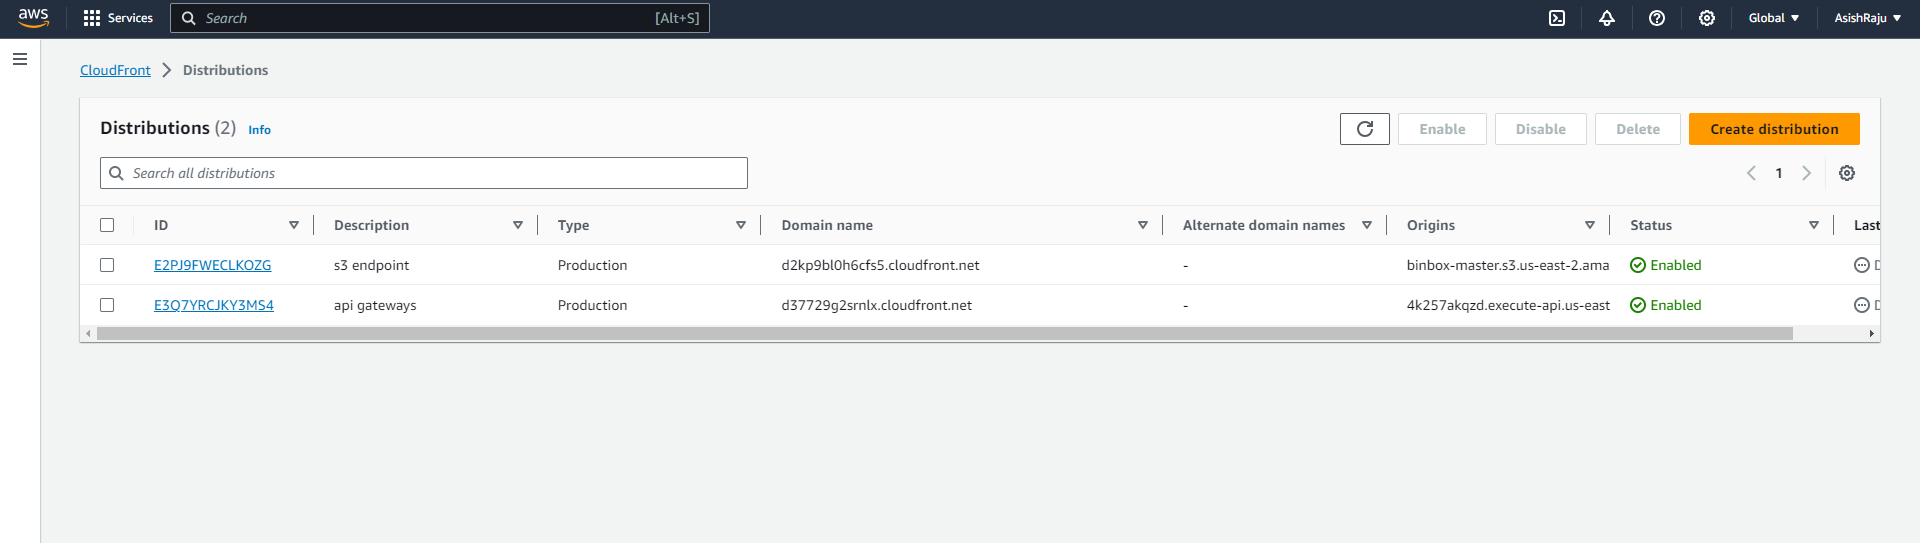 aws Services Search [Alt+S] Global AsishRaju
CloudFront Distributions
Distributions (2) Info Enable Disable Delete Create distribution
Search all distributions 1
ID Description Type Domain name Alternate domain names Origins Status Last
E2PJ9FWECLKOZG s3 endpoint Production d2kp9bl0h6cfs5.cloudfront.net - binbox-master.s3.us-east-2.ama Enabled
E3Q7YRCJKY3MS4 api gateways Production d37729g2srnlx.cloudfront.net - 4k257akqzd.execute-api.us-east Enabled